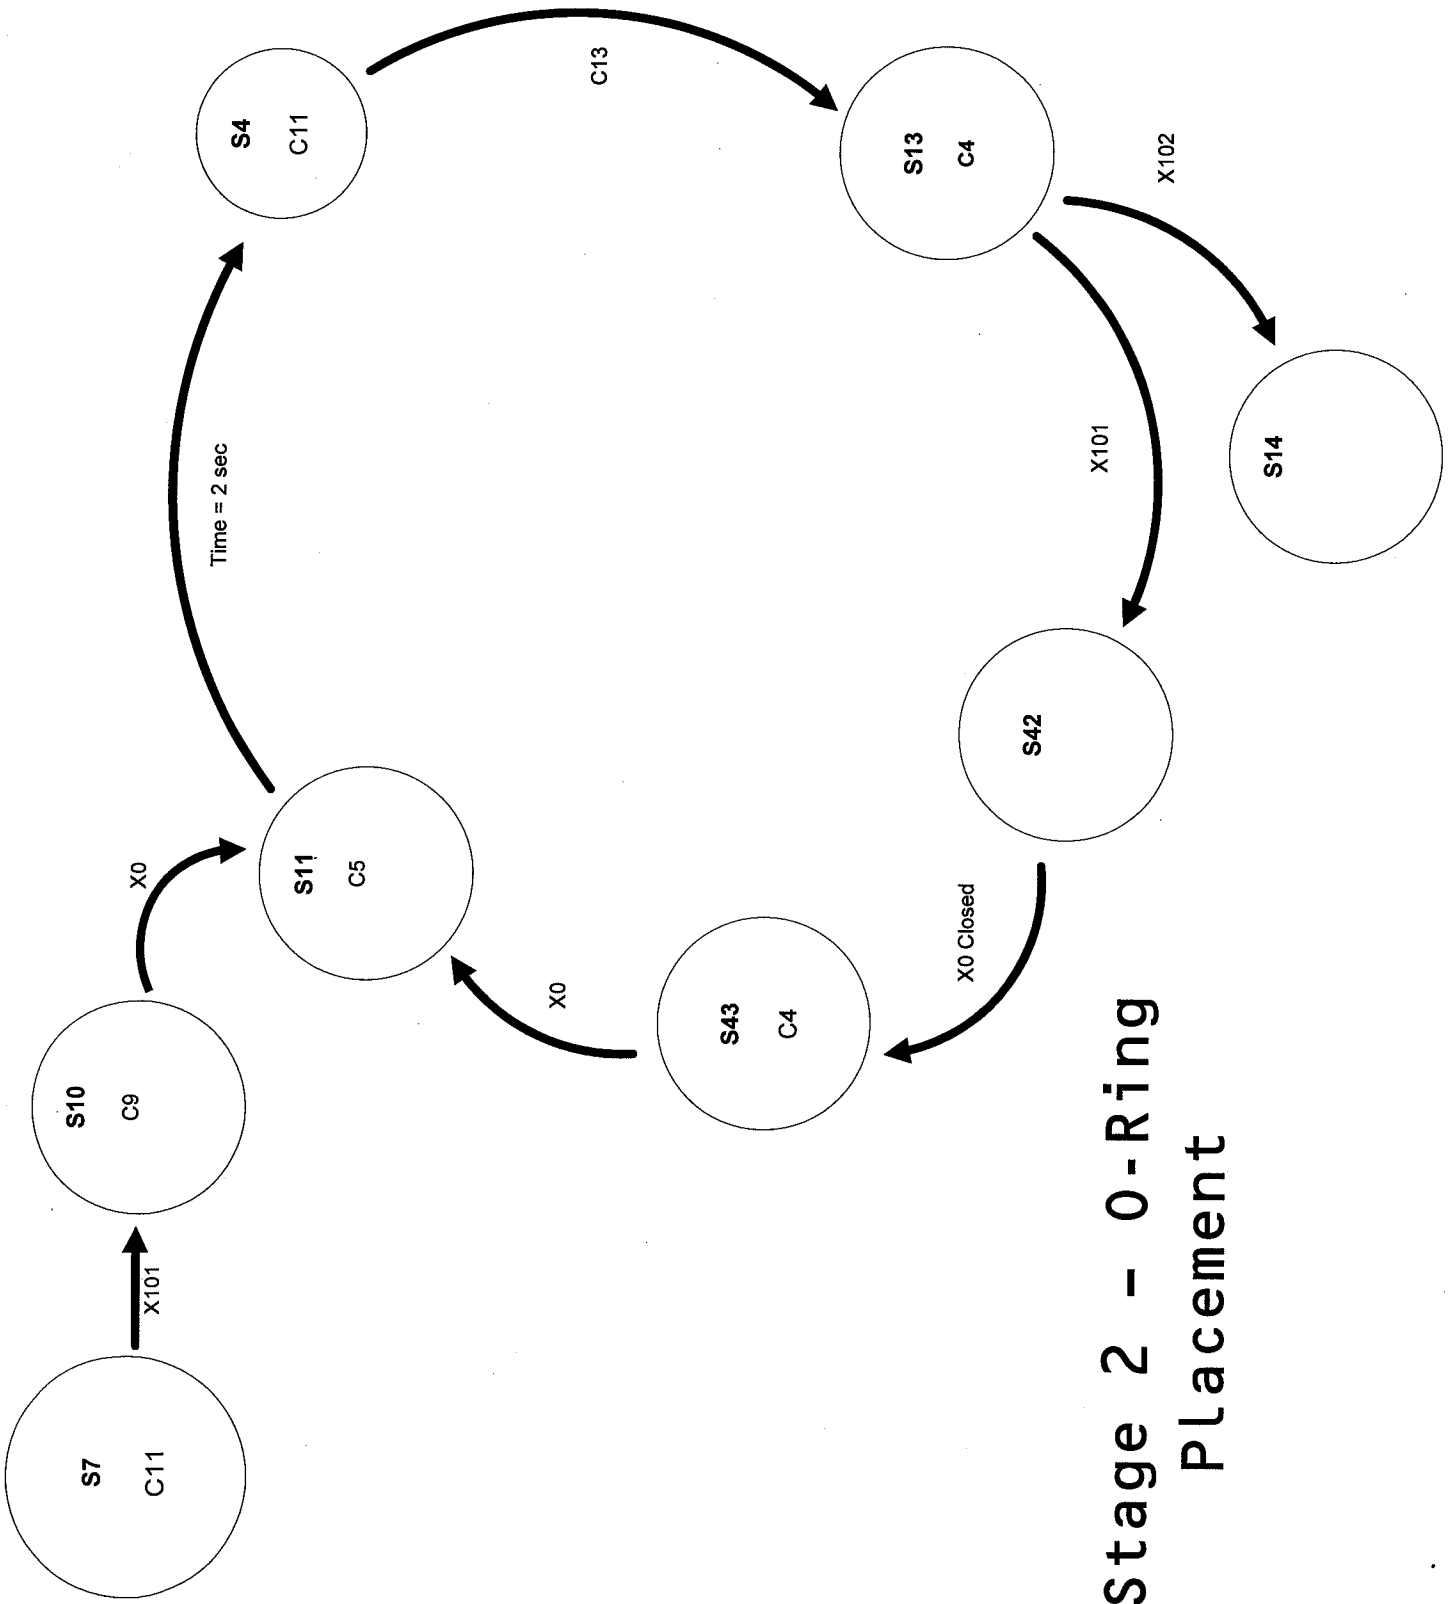 S7
C11
X101
S10
C9
X0
S11
C5
Time = 2 sec
S4
C11
C13
S13
C4
X102
S14
X101
S42
X0 Closed
S43
C4
X0
Stage 2 - O-Ring
Placement